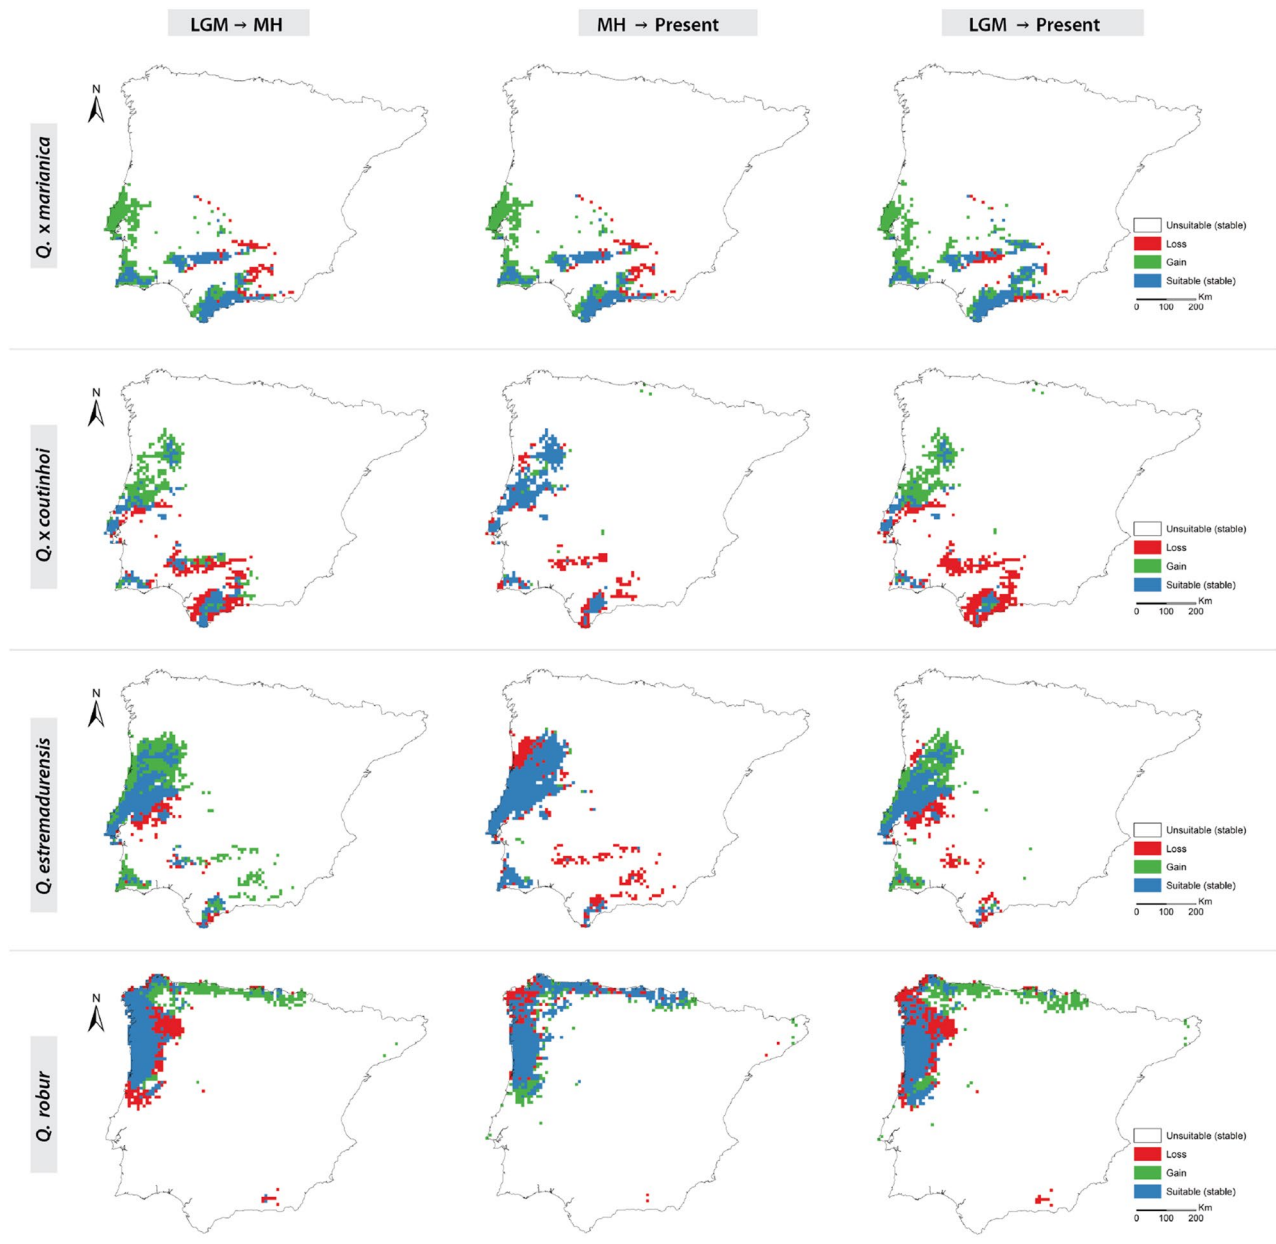 LGM → MH
MH → Present
LGM → Present
N
Q. x marianica
Unsuitable (stable)
Loss
Gain
Suitable (stable)
Km
0 100 200
N
Q. x coutinhoi
Unsuitable (stable)
Loss
Gain
Suitable (stable)
Km
0 100 200
N
Q. estremadurensis
Unsuitable (stable)
Loss
Gain
Suitable (stable)
Km
0 100 200
N
Q. robur
Unsuitable (stable)
Loss
Gain
Suitable (stable)
Km
0 100 200